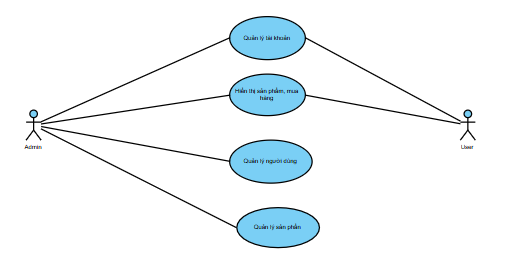 Quản lý tài khoản
Hiển thị sản phẩm, mua
hàng
Admin
User
Quản lý người dùng
Quản lý sản phẩn